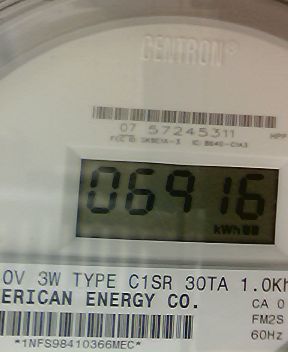 CENTRON®
07 57245311
06916
kWh
0V 3W TYPE C1SR 30TA 1.0Kh
ERICAN ENERGY CO.
CA 0
FM2S
60Hz
*1NFS98410366MEC*